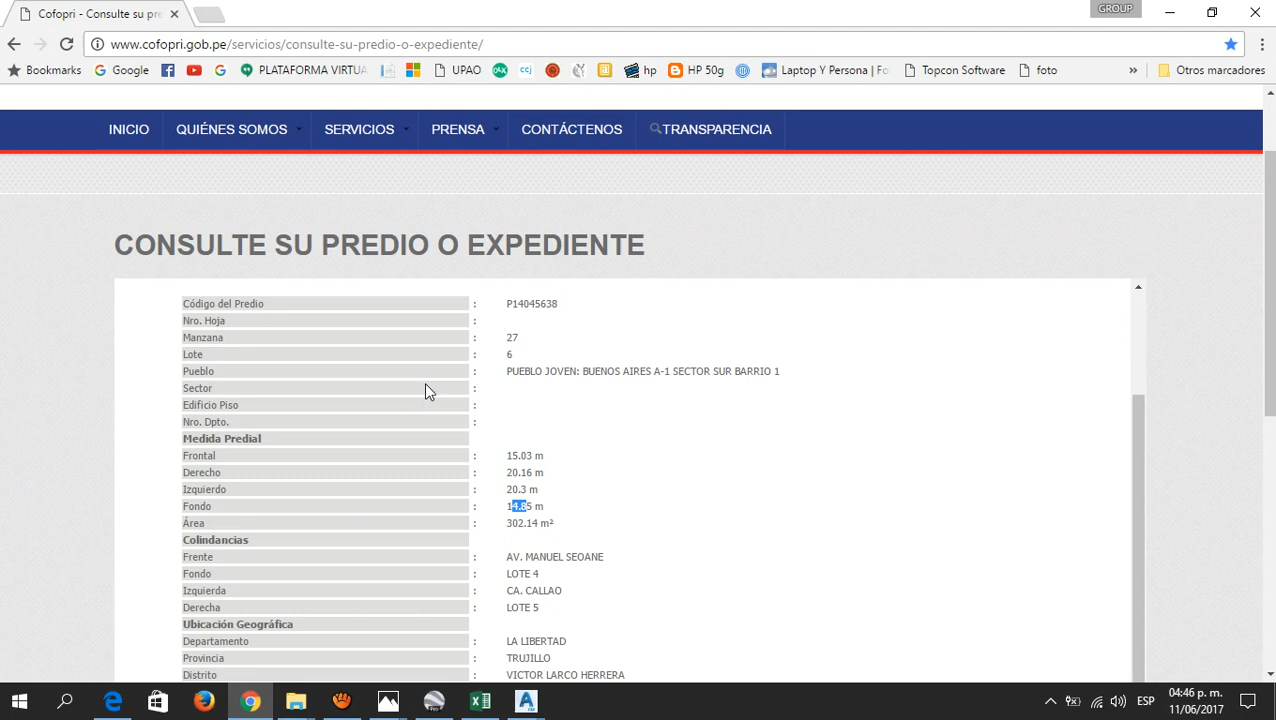 Cofopri - Consulte su pre
GROUP
www.cofopri.gob.pe/servicios/consulte-su-predio-o-expediente/
Bookmarks Google PLATAFORMA VIRTUA UPAO olx ccj hp HP 50g Laptop Y Persona | Fo Topcon Software foto » Otros marcadores
INICIO QUIÉNES SOMOS SERVICIOS PRENSA CONTÁCTENOS TRANSPARENCIA
CONSULTE SU PREDIO O EXPEDIENTE
Código del Predio : P14045638
Nro. Hoja :
Manzana : 27
Lote : 6
Pueblo : PUEBLO JOVEN: BUENOS AIRES A-1 SECTOR SUR BARRIO 1
Sector :
Edificio Piso :
Nro. Dpto. :
Medida Predial
Frontal : 15.03 m
Derecho : 20.16 m
Izquierdo : 20.3 m
Fondo : 14.85 m
Área : 302.14 m²
Colindancias
Frente : AV. MANUEL SEOANE
Fondo : LOTE 4
Izquierda : CA. CALLAO
Derecha : LOTE 5
Ubicación Geográfica
Departamento : LA LIBERTAD
Provincia : TRUJILLO
Distrito : VICTOR LARCO HERRERA
ESP
04:46 p. m.
11/06/2017